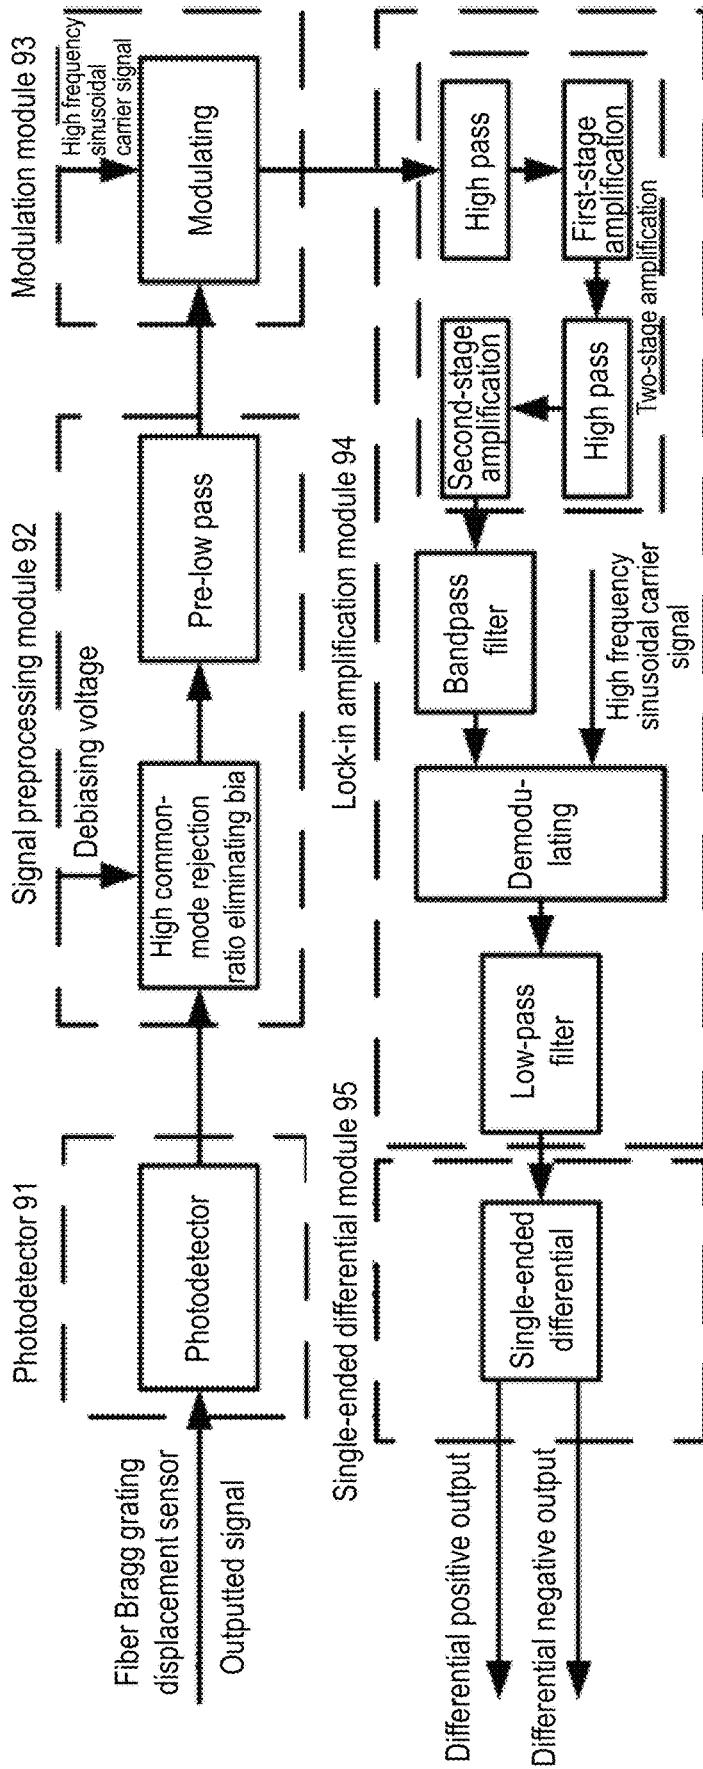 Photodetector 91
Fiber Bragg grating
displacement sensor
Outputted signal
Photodetector
Signal preprocessing module 92
Debiasing voltage
High common-
mode rejection
ratio eliminating bia
Pre-low pass
Modulation module 93
High frequency
sinusoidal
carrier signal
Modulating
Lock-in amplification module 94
High pass
First-stage
amplification
Two-stage amplification
High pass
Second-stage
amplification
Bandpass
filter
High frequency
sinusoidal carrier
signal
Demodu-
lating
Low-pass
filter
Single-ended differential module 95
Single-ended
differential
Differential positive output
Differential negative output